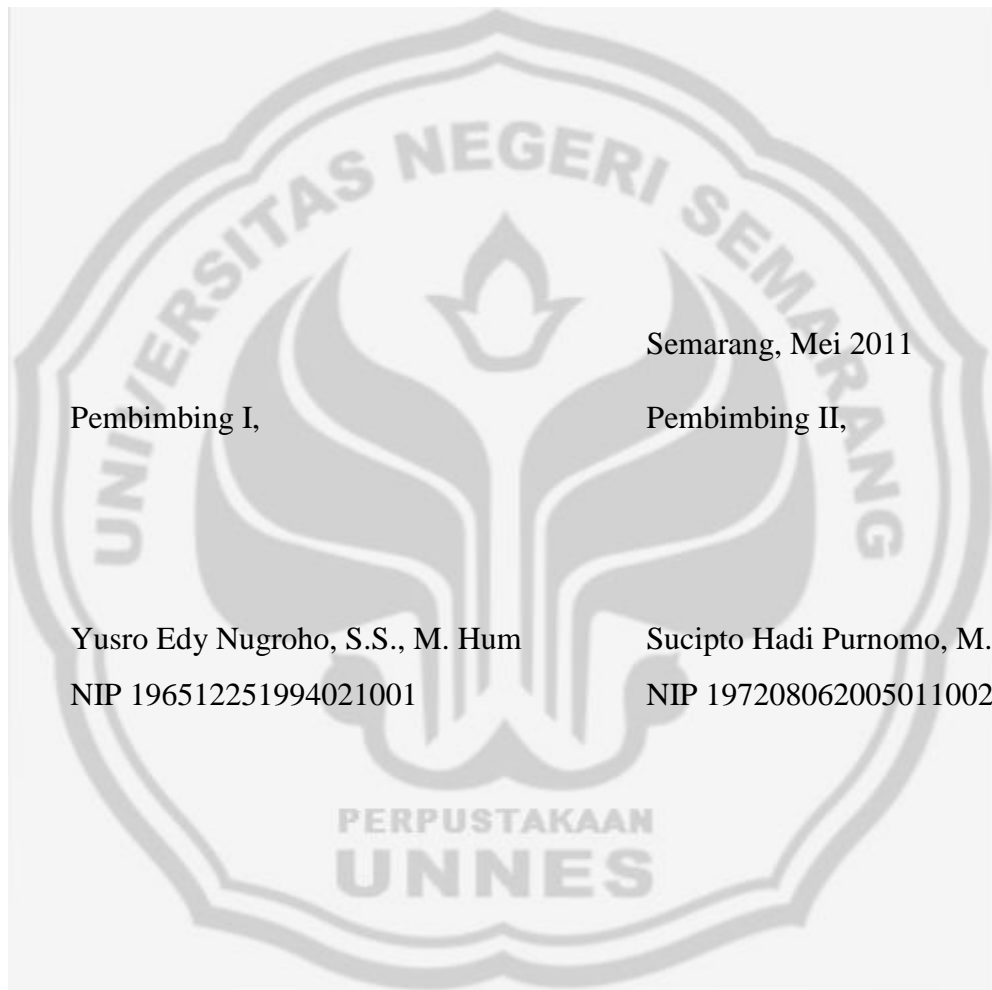 UNIVERSITAS NEGERI SEMARANG
Semarang, Mei 2011
Pembimbing I, Pembimbing II,
Yusro Edy Nugroho, S.S., M. Hum Sucipto Hadi Purnomo, M.
NIP 196512251994021001 NIP 197208062005011002
PERPUSTAKAAN
UNNES